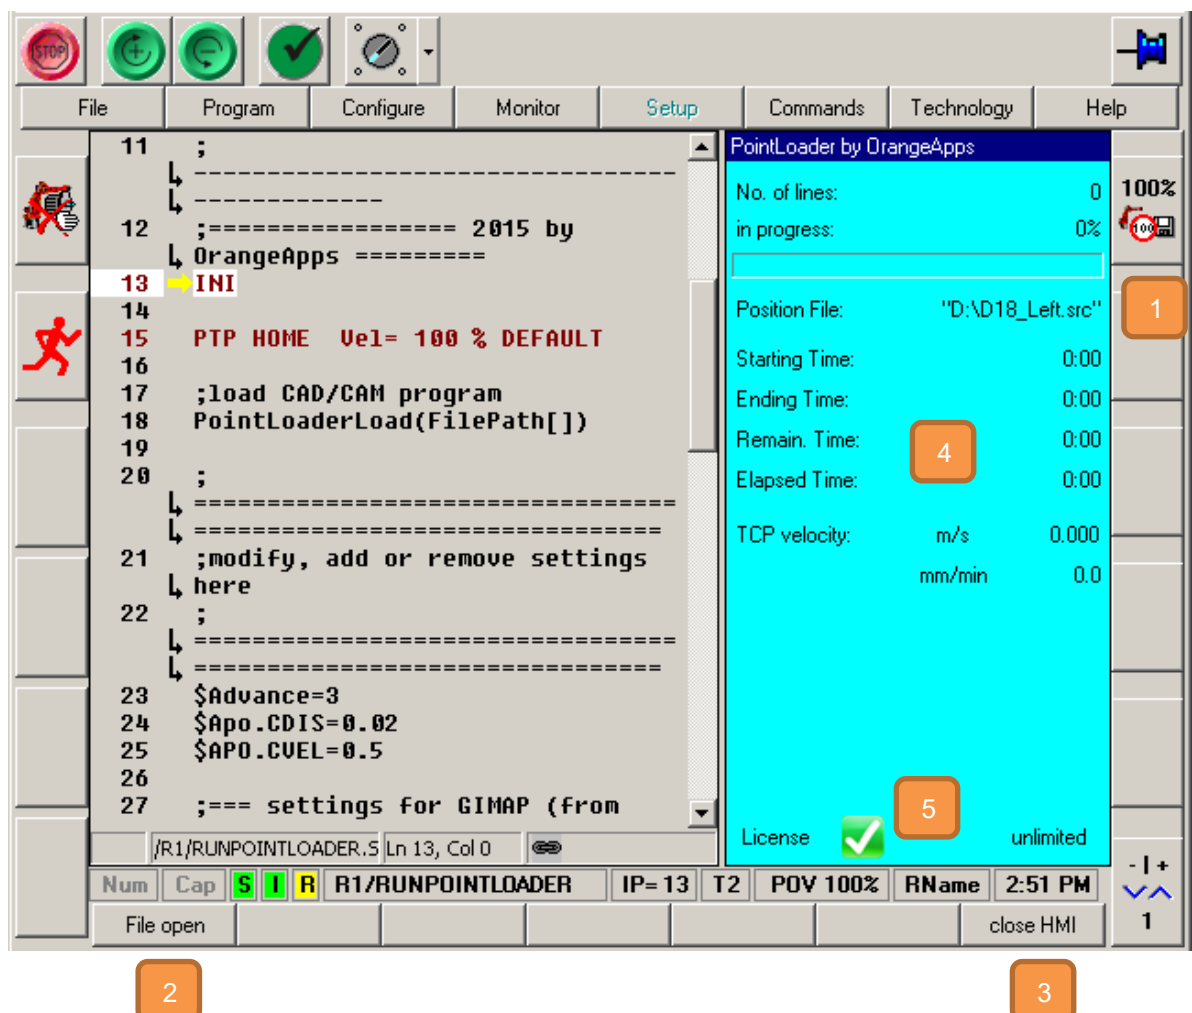 STOP
File Program Configure Monitor Setup Commands Technology Help
11 ;
---------------------------------
-------------
12 ;================= 2015 by
OrangeApps =========
13 INI
14
15 PTP HOME Vel= 100 % DEFAULT
16
17 ;load CAD/CAM program
18 PointLoaderLoad(FilePath[])
19
20 ;
=================================
================================
21 ;modify, add or remove settings
here
22 ;
=================================
================================
23 $Advance=3
24 $Apo.CDIS=0.02
25 $APO.CVEL=0.5
26
27 ;=== settings for GIMAP (from
/R1/RUNPOINTLOADER.S Ln 13, Col 0
PointLoader by OrangeApps
No. of lines: 0
in progress: 0%
Position File: "D:\D18_Left.src"
Starting Time: 0:00
Ending Time: 0:00
Remain. Time: 0:00
Elapsed Time: 0:00
TCP velocity: m/s 0.000
mm/min 0.0
License unlimited
100%
100
1
4
5
Num Cap S I R R1/RUNPOINTLOADER IP= 13 T2 POV 100% RName 2:51 PM
- I +
1
File open close HMI
2
3